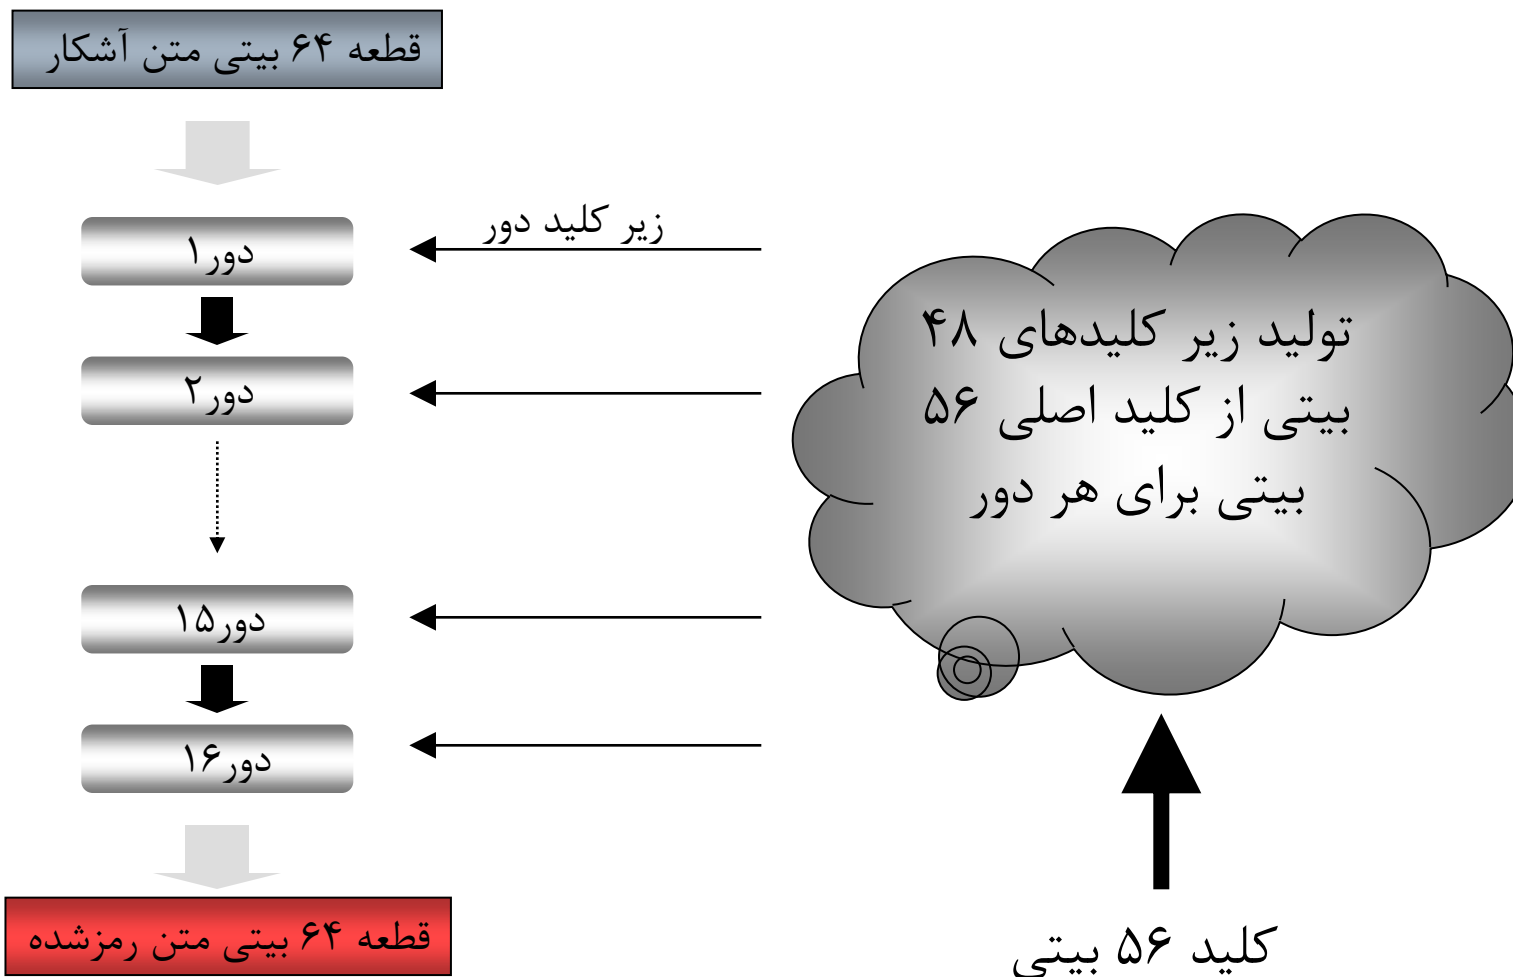 قطعه ۶۴ بیتی متن آشکار
زیر کلید دور
دور۱
دور۲
دور۱۵
دور۱۶
قطعه ۶۴ بیتی متن رمزشده
تولید زیر کلیدهای ۴۸
بیتی از کلید اصلی ۵۶
بیتی برای هر دور
کلید ۵۶ بیتی